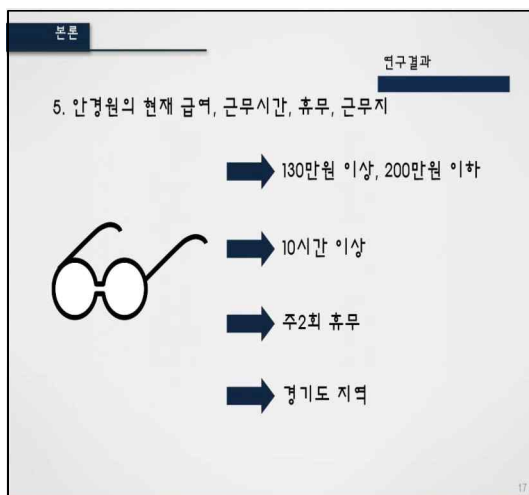 본론
연구결과
5. 안경원의 현재 급여, 근무시간, 휴무, 근무지
130만원 이상, 200만원 이하
10시간 이상
주2회 휴무
경기도 지역
17